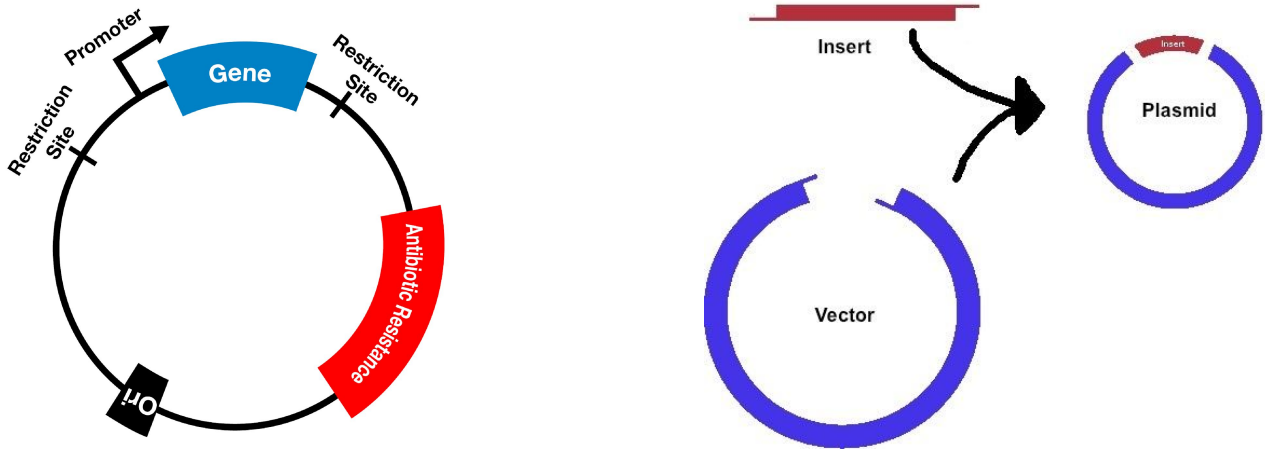 Promoter
Gene
Restriction
Site
Restriction
Site
Antibiotic Resistance
Ori
Insert
Vector
Insert
Plasmid